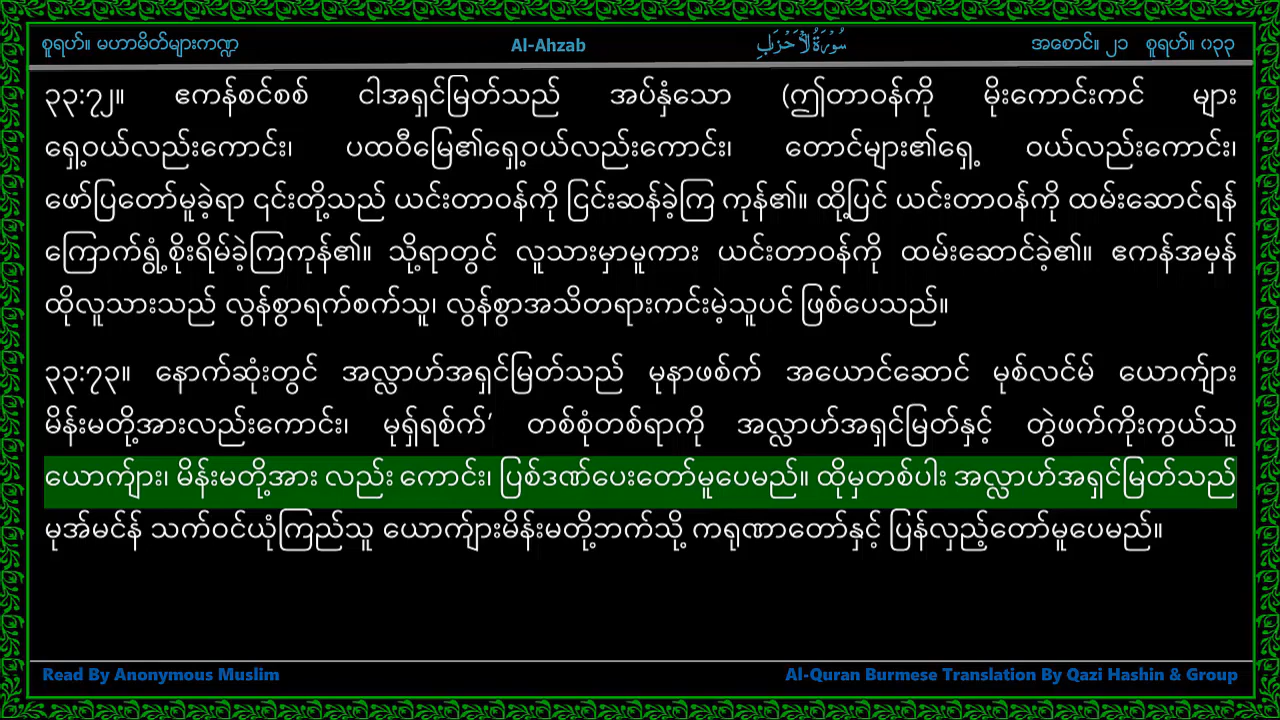 စူရဟ်။ မဟာမိတ်များကဏ္ဍ Al-Ahzab سُوْرَةُ الْأَحْزَابِ အစောင်။ ၂၁ စူရဟ်။ ၀၃၃
၃၃:၇၂။ ဧကန်စင်စစ် ငါအရှင်မြတ်သည် အပ်နှံသော (ဤတာဝန်ကို မိုးကောင်းကင် များ
ရှေ့ဝယ်လည်းကောင်း၊ ပထဝီမြေ၏ရှေ့ဝယ်လည်းကောင်း၊ တောင်များ၏ရှေ့ ဝယ်လည်းကောင်း၊
ဖော်ပြတော်မူခဲ့ရာ ၎င်းတို့သည် ယင်းတာဝန်ကို ငြင်းဆန်ခဲ့ကြ ကုန်၏။ ထို့ပြင် ယင်းတာဝန်ကို ထမ်းဆောင်ရန်
ကြောက်ရွံ့စိုးရိမ်ခဲ့ကြကုန်၏။ သို့ရာတွင် လူသားမှာမူကား ယင်းတာဝန်ကို ထမ်းဆောင်ခဲ့၏။ ဧကန်အမှန်
ထိုလူသားသည် လွန်စွာရက်စက်သူ၊ လွန်စွာအသိတရားကင်းမဲ့သူပင် ဖြစ်ပေသည်။
၃၃:၇၃။ နောက်ဆုံးတွင် အလ္လာဟ်အရှင်မြတ်သည် မုနာဖစ်က် အယောင်ဆောင် မုစ်လင်မ် ယောက်ျား
မိန်းမတို့အားလည်းကောင်း၊ မုရှ်ရစ်က်’ တစ်စုံတစ်ရာကို အလ္လာဟ်အရှင်မြတ်နှင့် တွဲဖက်ကိုးကွယ်သူ
ယောက်ျား၊ မိန်းမတို့အား လည်း ကောင်း၊ ပြစ်ဒဏ်ပေးတော်မူပေမည်။ ထိုမှတစ်ပါး အလ္လာဟ်အရှင်မြတ်သည်
မုအ်မင်န် သက်ဝင်ယုံကြည်သူ ယောက်ျားမိန်းမတို့ဘက်သို့ ကရုဏာတော်နှင့် ပြန်လှည့်တော်မူပေမည်။
Read By Anonymous Muslim Al-Quran Burmese Translation By Qazi Hashin & Group